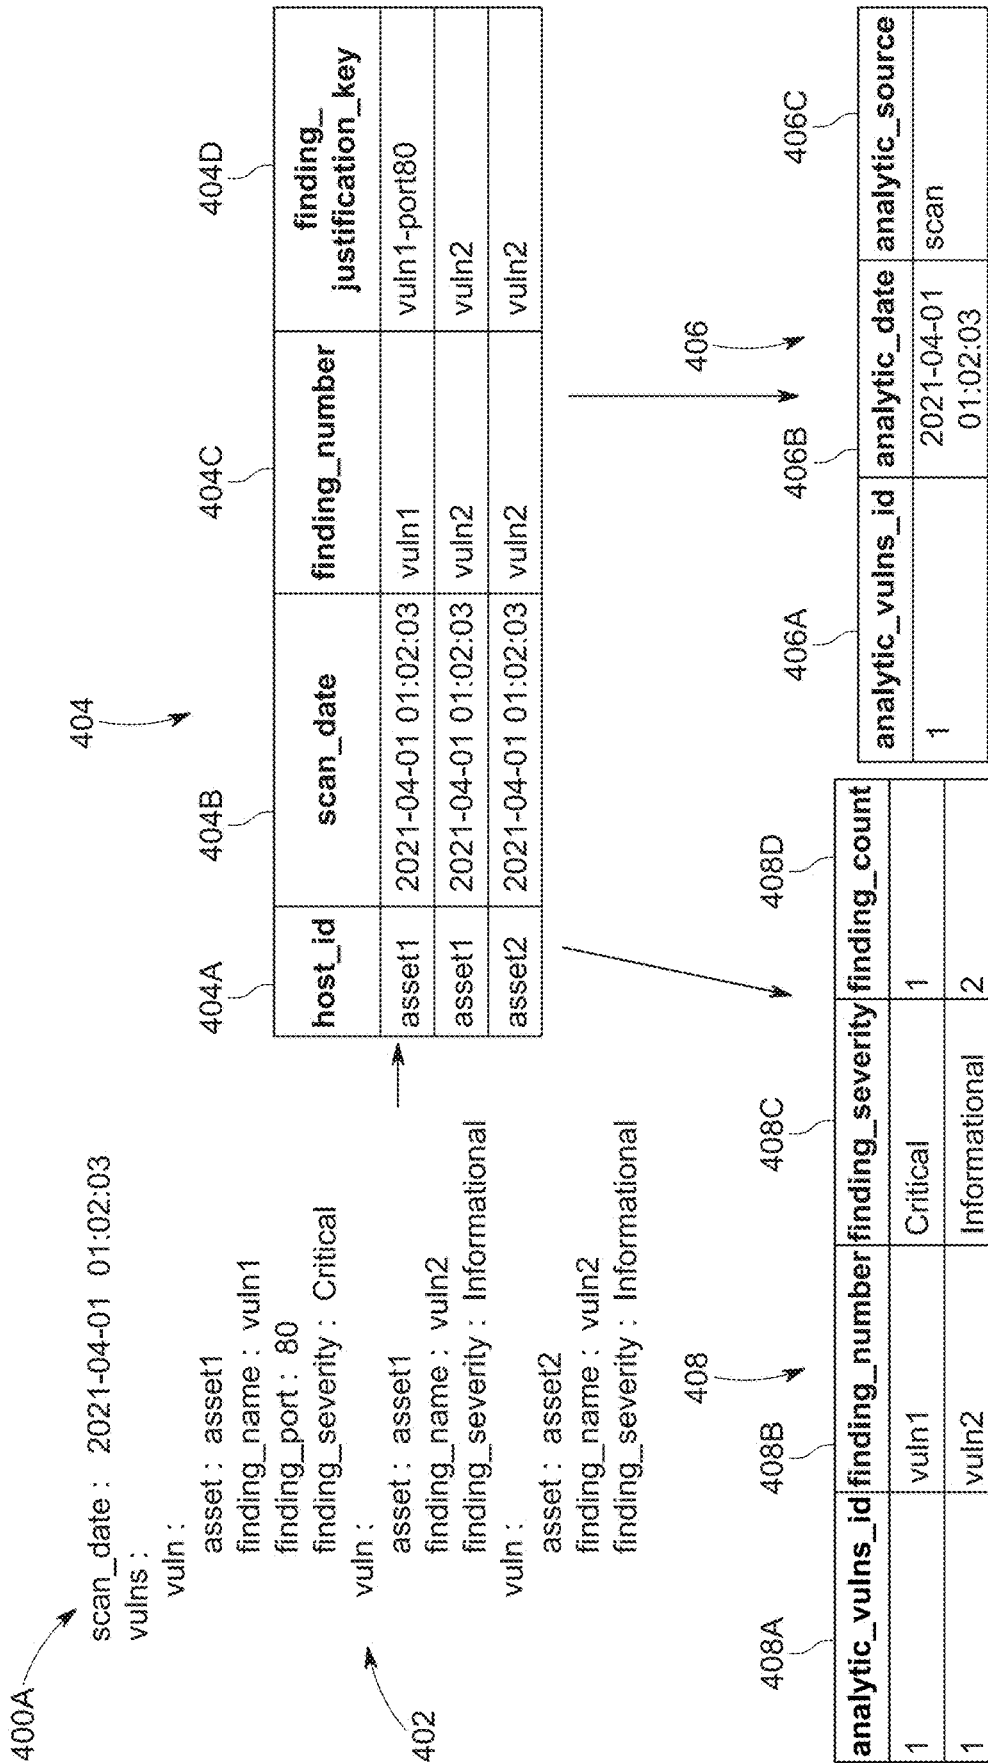 400A
scan_date : 2021-04-01 01:02:03
vulns :
vuln :
asset : asset1
finding_name : vuln1
finding_port : 80
finding_severity : Critical
vuln :
asset : asset1
finding_name : vuln2
finding_severity : Informational
vuln :
asset : asset2
finding_name : vuln2
finding_severity : Informational
402
404
404A 404B 404C 404D
host_id scan_date finding_number finding_
justification_key
asset1 2021-04-01 01:02:03 vuln1 vuln1-port80
asset1 2021-04-01 01:02:03 vuln2 vuln2
asset2 2021-04-01 01:02:03 vuln2 vuln2
408
408A 408B 408C 408D
analytic_vulns_id finding_number finding_severity finding_count
1 vuln1 Critical 1
1 vuln2 Informational 2
406
406A 406B 406C
analytic_vulns_id analytic_date analytic_source
1 2021-04-01 scan
01:02:03